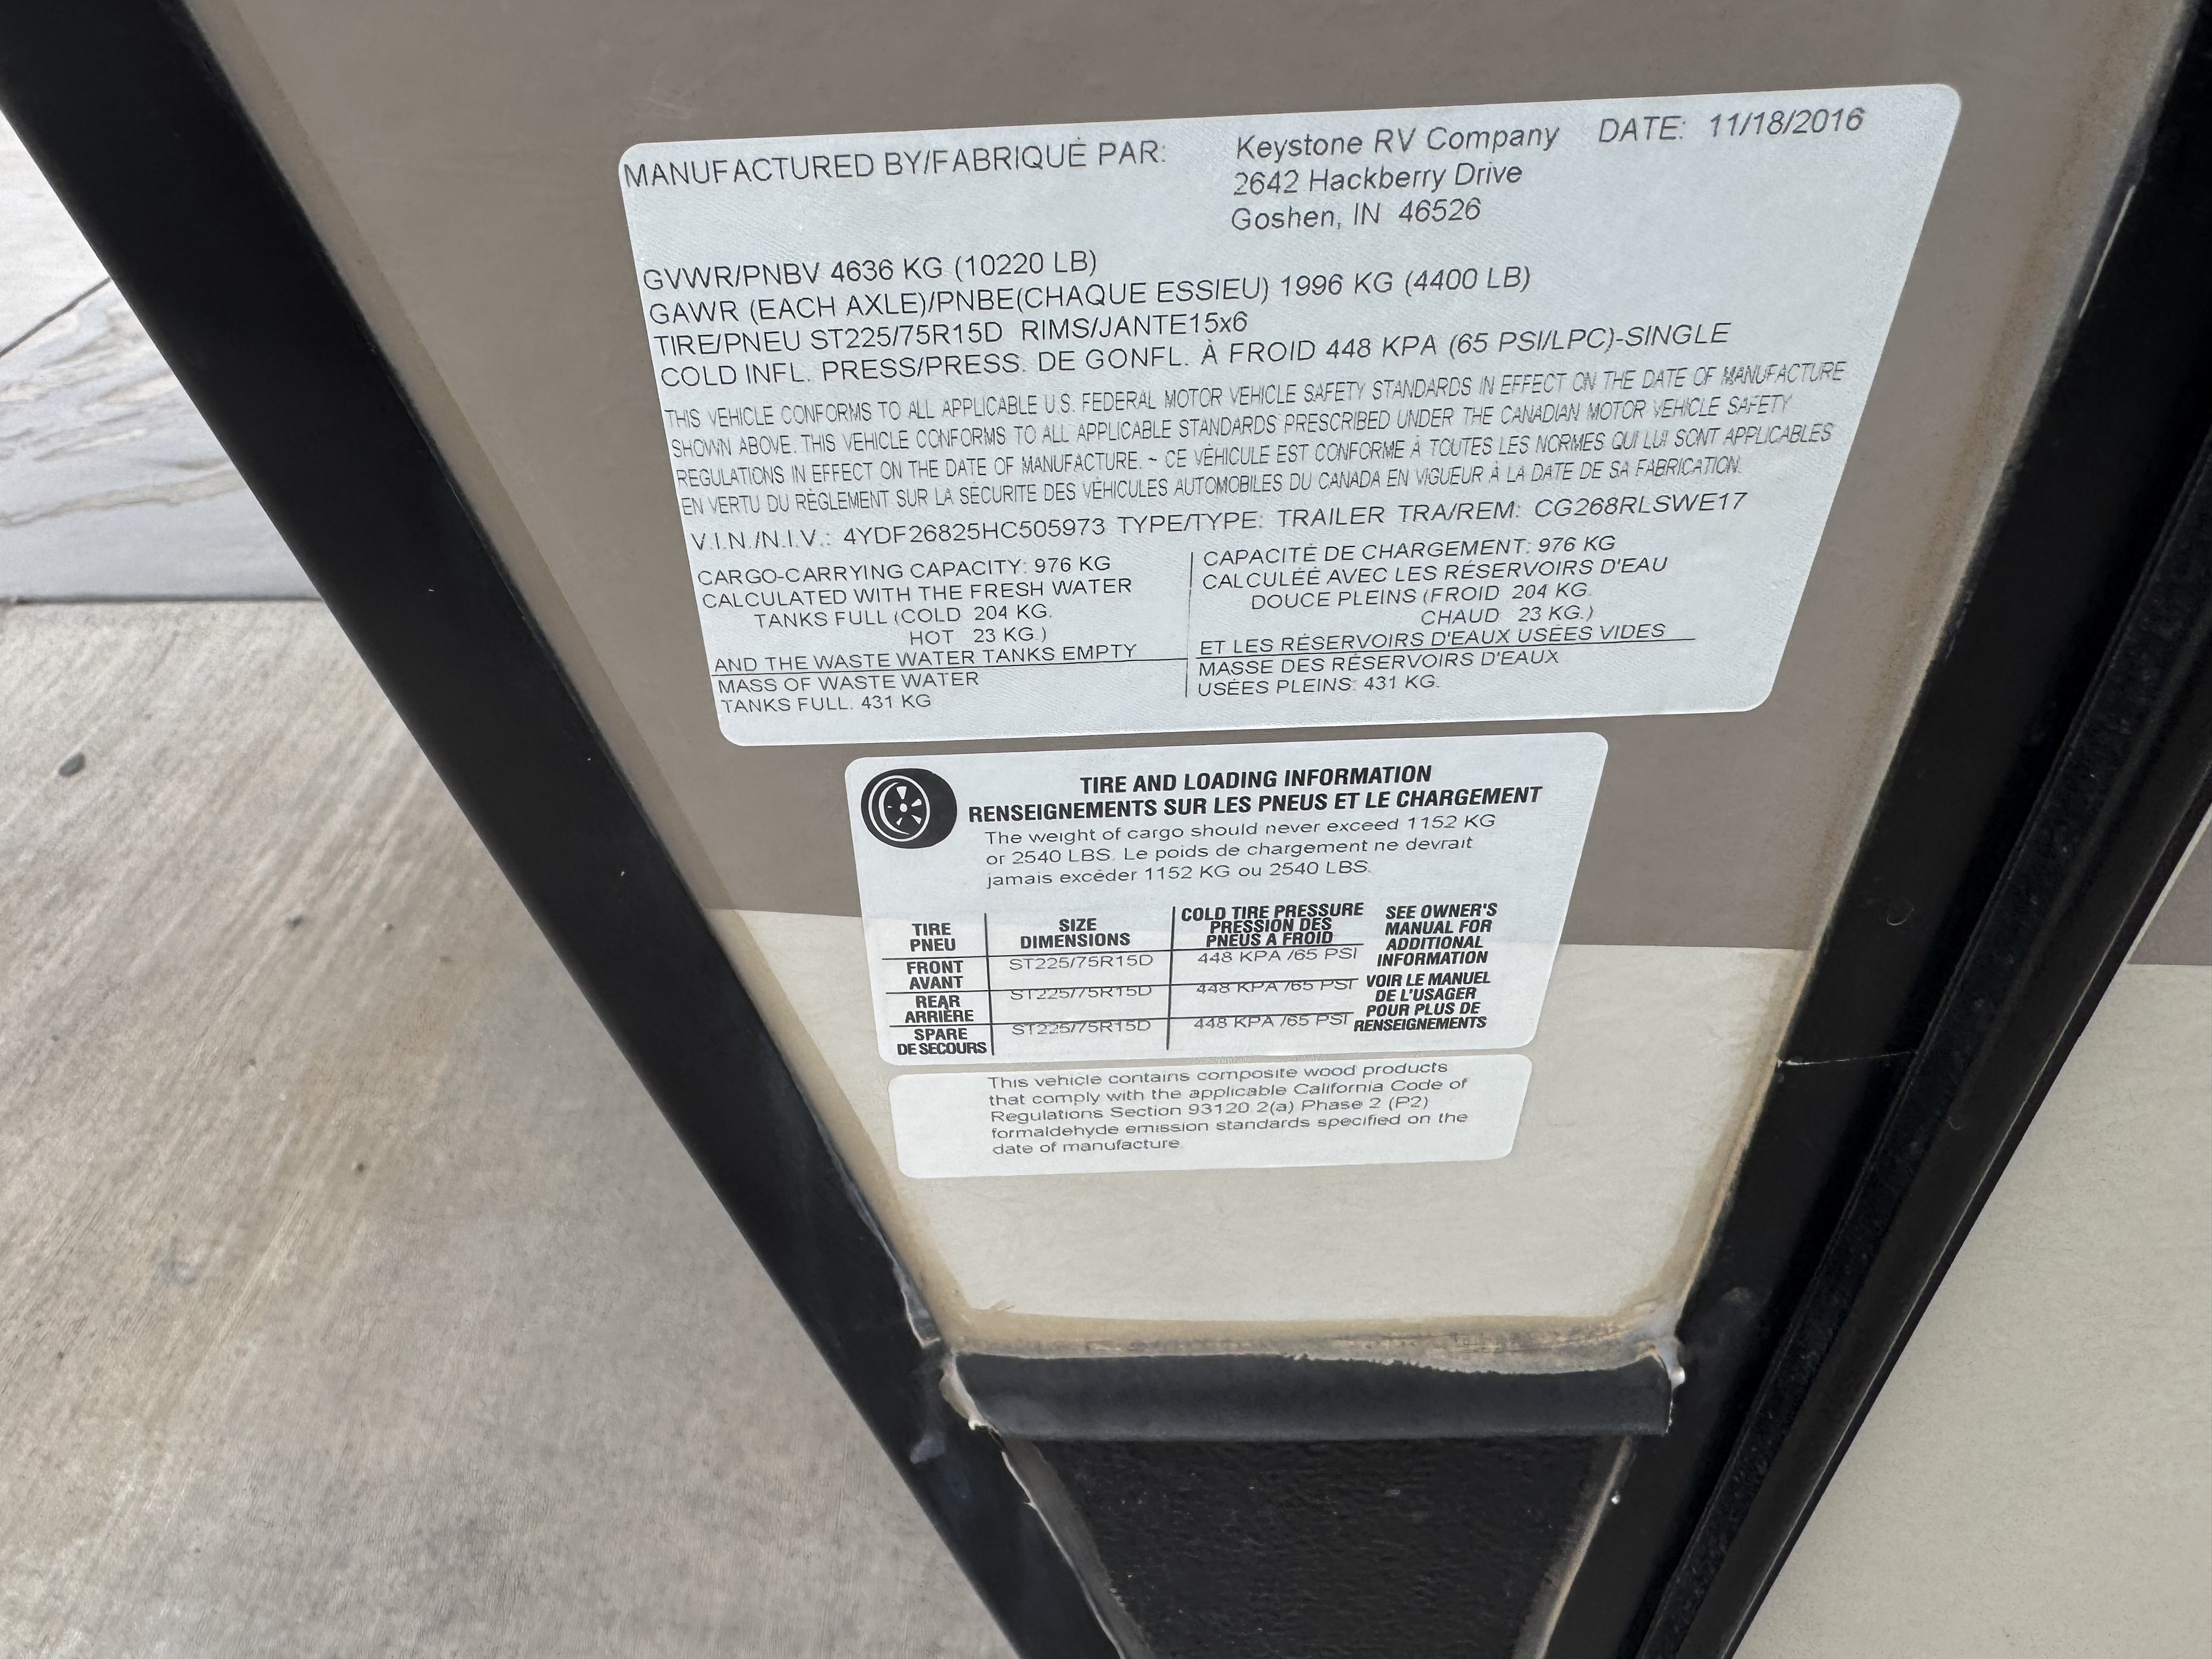 MANUFACTURED BY/FABRIQUÉ PAR: Keystone RV Company DATE: 11/18/2016
2642 Hackberry Drive
Goshen, IN 46526
GVWR/PNBV 4636 KG (10220 LB)
GAWR (EACH AXLE)/PNBE(CHAQUE ESSIEU) 1996 KG (4400 LB)
TIRE/PNEU ST225/75R15D RIMS/JANTE15x6
COLD INFL. PRESS/PRESS. DE GONFL. À FROID 448 KPA (65 PSI/LPC)-SINGLE
THIS VEHICLE CONFORMS TO ALL APPLICABLE U.S. FEDERAL MOTOR VEHICLE SAFETY STANDARDS IN EFFECT ON THE DATE OF MANUFACTURE
SHOWN ABOVE. THIS VEHICLE CONFORMS TO ALL APPLICABLE STANDARDS PRESCRIBED UNDER THE CANADIAN MOTOR VEHICLE SAFETY
REGULATIONS IN EFFECT ON THE DATE OF MANUFACTURE. ~ CE VÉHICULE EST CONFORME À TOUTES LES NORMES QUI LUI SONT APPLICABLES
EN VERTU DU RÈGLEMENT SUR LA SÉCURITÉ DES VÉHICULES AUTOMOBILES DU CANADA EN VIGUEUR À LA DATE DE SA FABRICATION.
V.I.N./N.I.V.: 4YDF26825HC505973 TYPE/TYPE: TRAILER TRA/REM: CG268RLSWE17
CARGO-CARRYING CAPACITY: 976 KG
CALCULATED WITH THE FRESH WATER
TANKS FULL (COLD 204 KG.
HOT 23 KG.)
AND THE WASTE WATER TANKS EMPTY
MASS OF WASTE WATER
TANKS FULL: 431 KG
CAPACITÉ DE CHARGEMENT: 976 KG
CALCULÉÉ AVEC LES RÉSERVOIRS D'EAU
DOUCE PLEINS (FROID 204 KG.
CHAUD 23 KG.)
ET LES RÉSERVOIRS D'EAUX USÉES VIDES
MASSE DES RÉSERVOIRS D'EAUX
USÉES PLEINS: 431 KG.
TIRE AND LOADING INFORMATION
RENSEIGNEMENTS SUR LES PNEUS ET LE CHARGEMENT
The weight of cargo should never exceed 1152 KG
or 2540 LBS. Le poids de chargement ne devrait
jamais excéder 1152 KG ou 2540 LBS.
TIRE SIZE COLD TIRE PRESSURE
PNEU DIMENSIONS PRESSION DES
PNEUS A FROID
FRONT ST225/75R15D 448 KPA /65 PSI
AVANT
REAR ST225/75R15D 448 KPA /65 PSI
ARRIÈRE
SPARE ST225/75R15D 448 KPA /65 PSI
DE SECOURS
SEE OWNER'S
MANUAL FOR
ADDITIONAL
INFORMATION
VOIR LE MANUEL
DE L'USAGER
POUR PLUS DE
RENSEIGNEMENTS
This vehicle contains composite wood products
that comply with the applicable California Code of
Regulations Section 93120.2(a) Phase 2 (P2)
formaldehyde emission standards specified on the
date of manufacture.